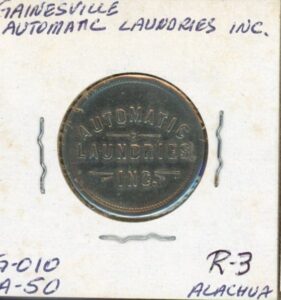 GAINESVILLE
AUTOMATIC LAUNDRIES INC.
AUTOMATIC
LAUNDRIES
INC.
G-010
A-50
R-3
ALACHUA